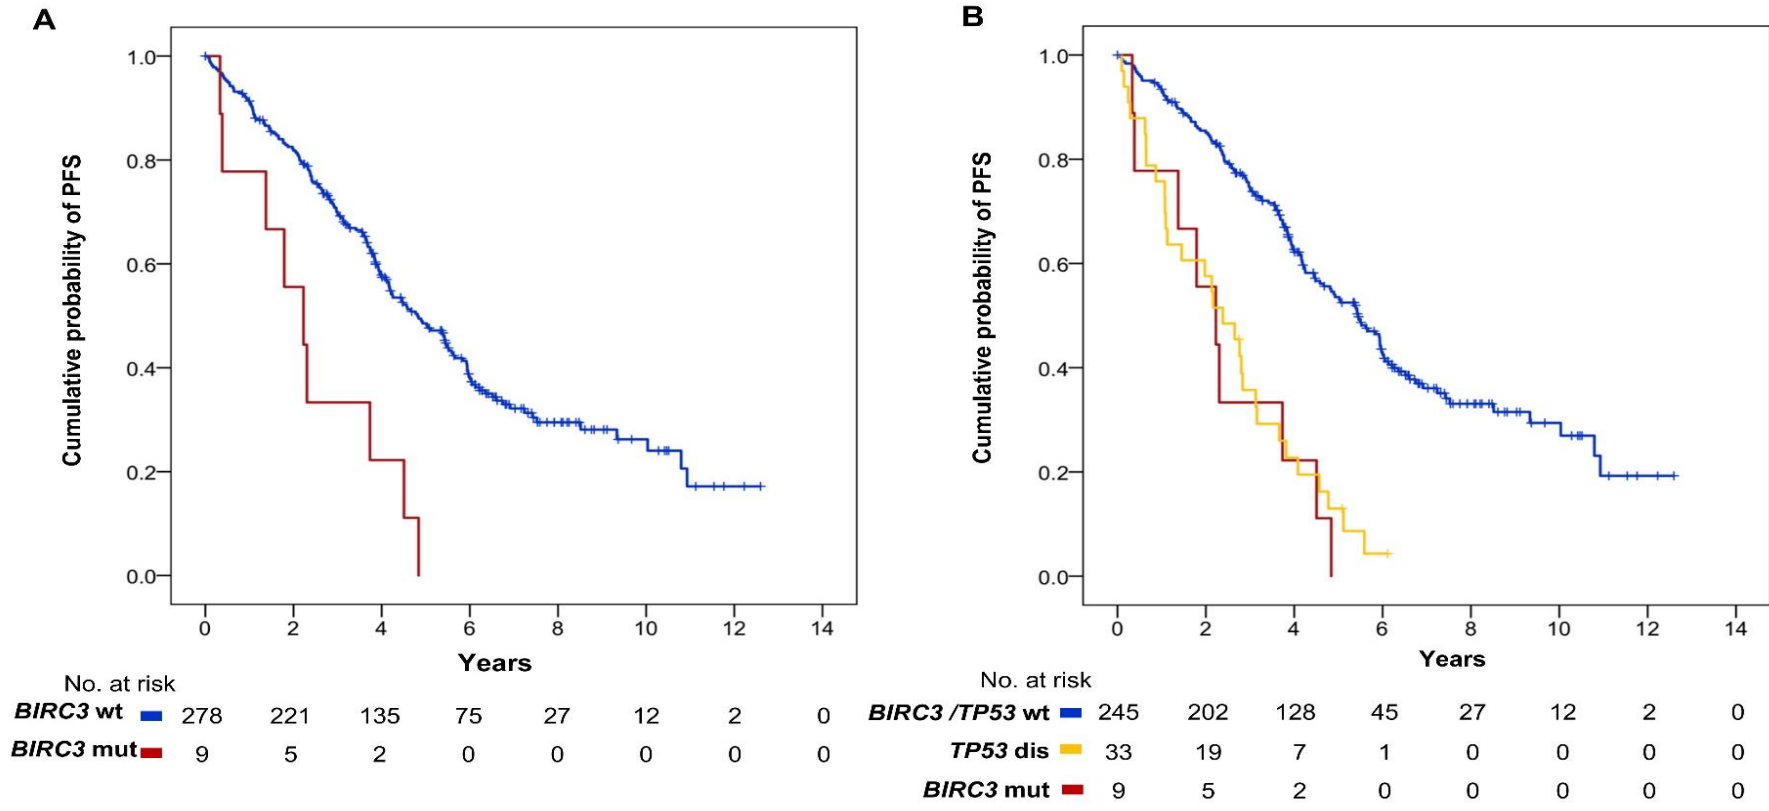 A
Cumulative probability of PFS
1.0
0.8
0.6
0.4
0.2
0.0
0 2 4 6 8 10 12 14
Years
No. at risk
BIRC3 wt 278 221 135 75 27 12 2 0
BIRC3 mut 9 5 2 0 0 0 0 0
B
Cumulative probability of PFS
1.0
0.8
0.6
0.4
0.2
0.0
0 2 4 6 8 10 12 14
Years
No. at risk
BIRC3 /TP53 wt 245 202 128 45 27 12 2 0
TP53 dis 33 19 7 1 0 0 0 0
BIRC3 mut 9 5 2 0 0 0 0 0